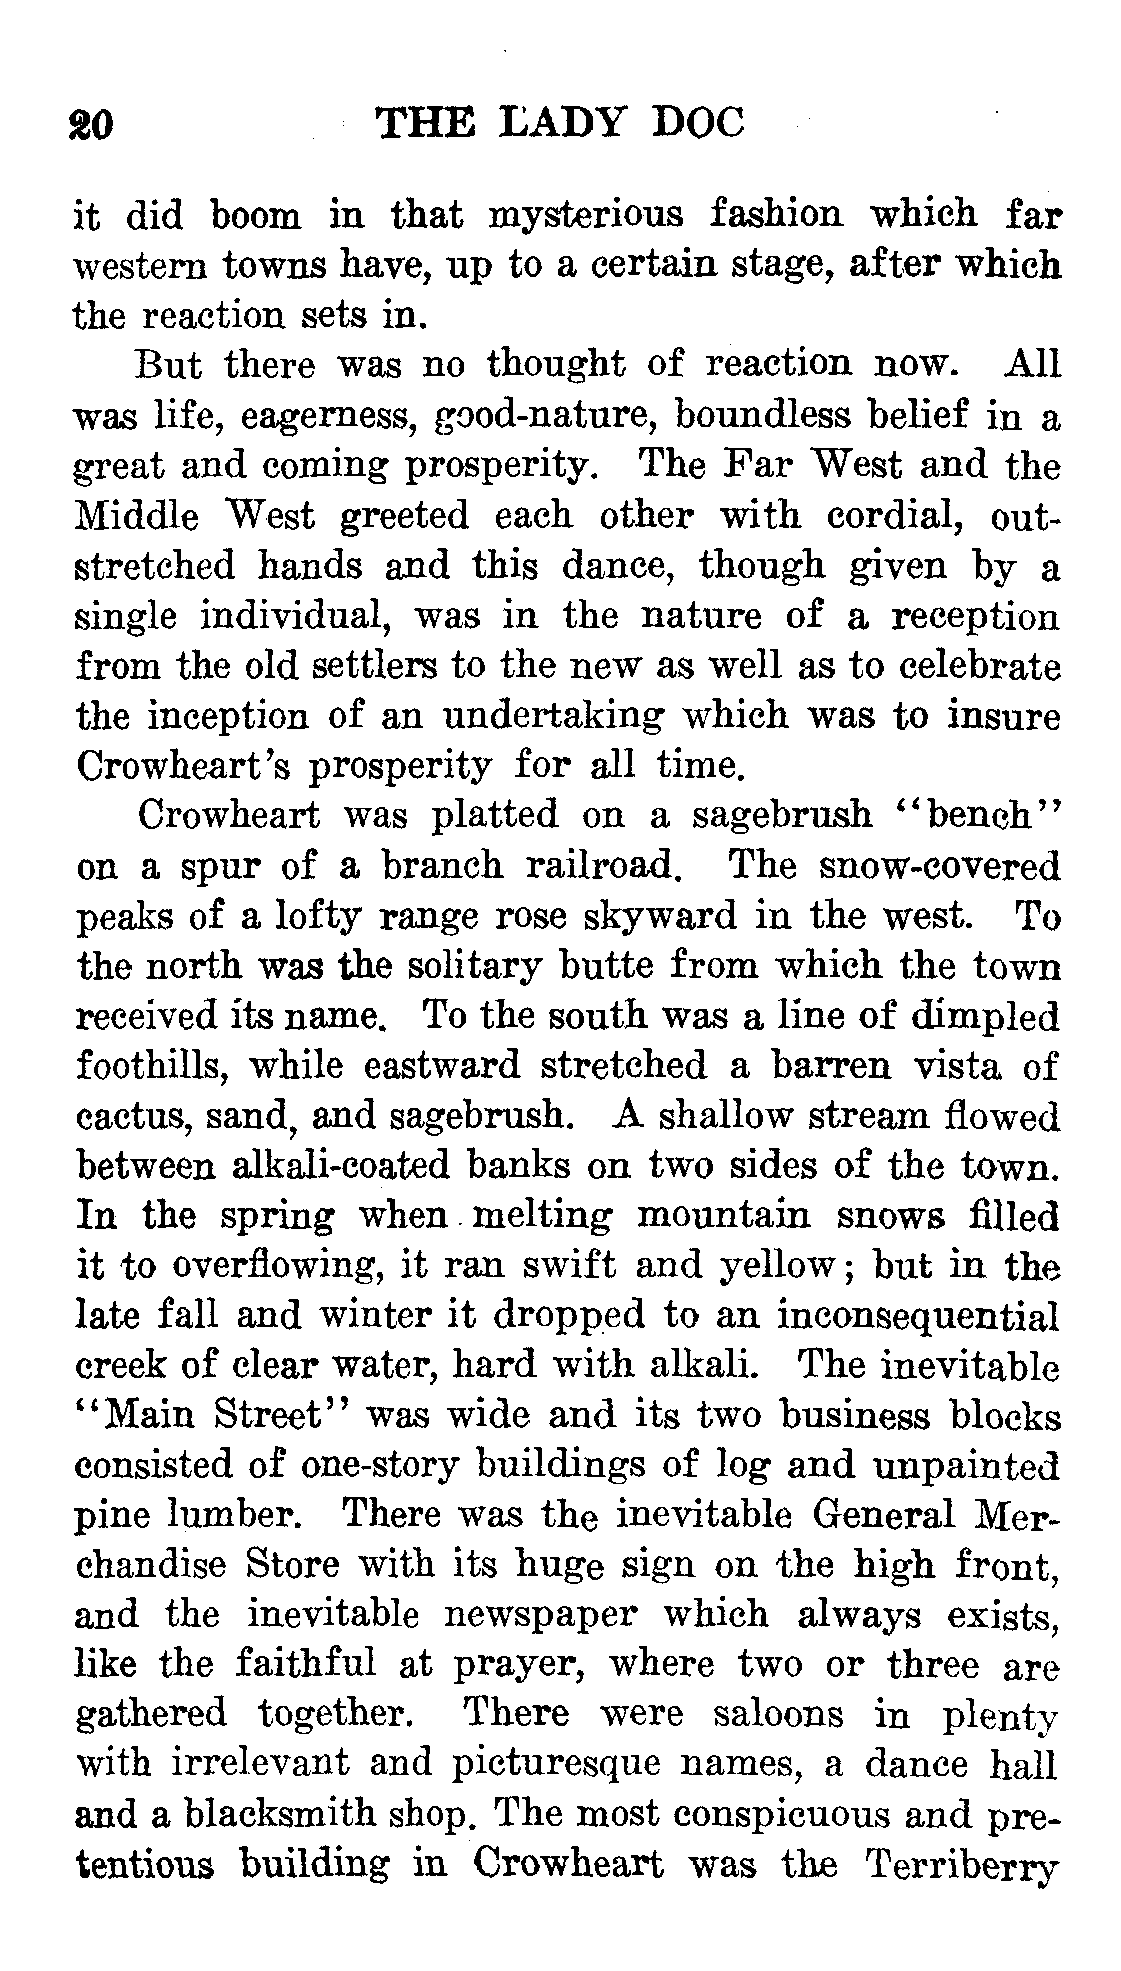 20 THE LADY DOC
it did boom in that mysterious fashion which far
western towns have, up to a certain stage, after which
the reaction sets in.
But there was no thought of reaction now. All
was life, eagerness, good-nature, boundless belief in a
great and coming prosperity. The Far West and the
Middle West greeted each other with cordial, out-
stretched hands and this dance, though given by a
single individual, was in the nature of a reception
from the old settlers to the new as well as to celebrate
the inception of an undertaking which was to insure
Crowheart's prosperity for all time.
Crowheart was platted on a sagebrush "bench"
on a spur of a branch railroad. The snow-covered
peaks of a lofty range rose skyward in the west. To
the north was the solitary butte from which the town
received its name. To the south was a line of dimpled
foothills, while eastward stretched a barren vista of
cactus, sand, and sagebrush. A shallow stream flowed
between alkali-coated banks on two sides of the town.
In the spring when melting mountain snows filled
it to overflowing, it ran swift and yellow; but in the
late fall and winter it dropped to an inconsequential
creek of clear water, hard with alkali. The inevitable
"Main Street" was wide and its two business blocks
consisted of one-story buildings of log and unpainted
pine lumber. There was the inevitable General Mer-
chandise Store with its huge sign on the high front,
and the inevitable newspaper which always exists,
like the faithful at prayer, where two or three are
gathered together. There were saloons in plenty
with irrelevant and picturesque names, a dance hall
and a blacksmith shop. The most conspicuous and pre-
tentious building in Crowheart was the Terriberry